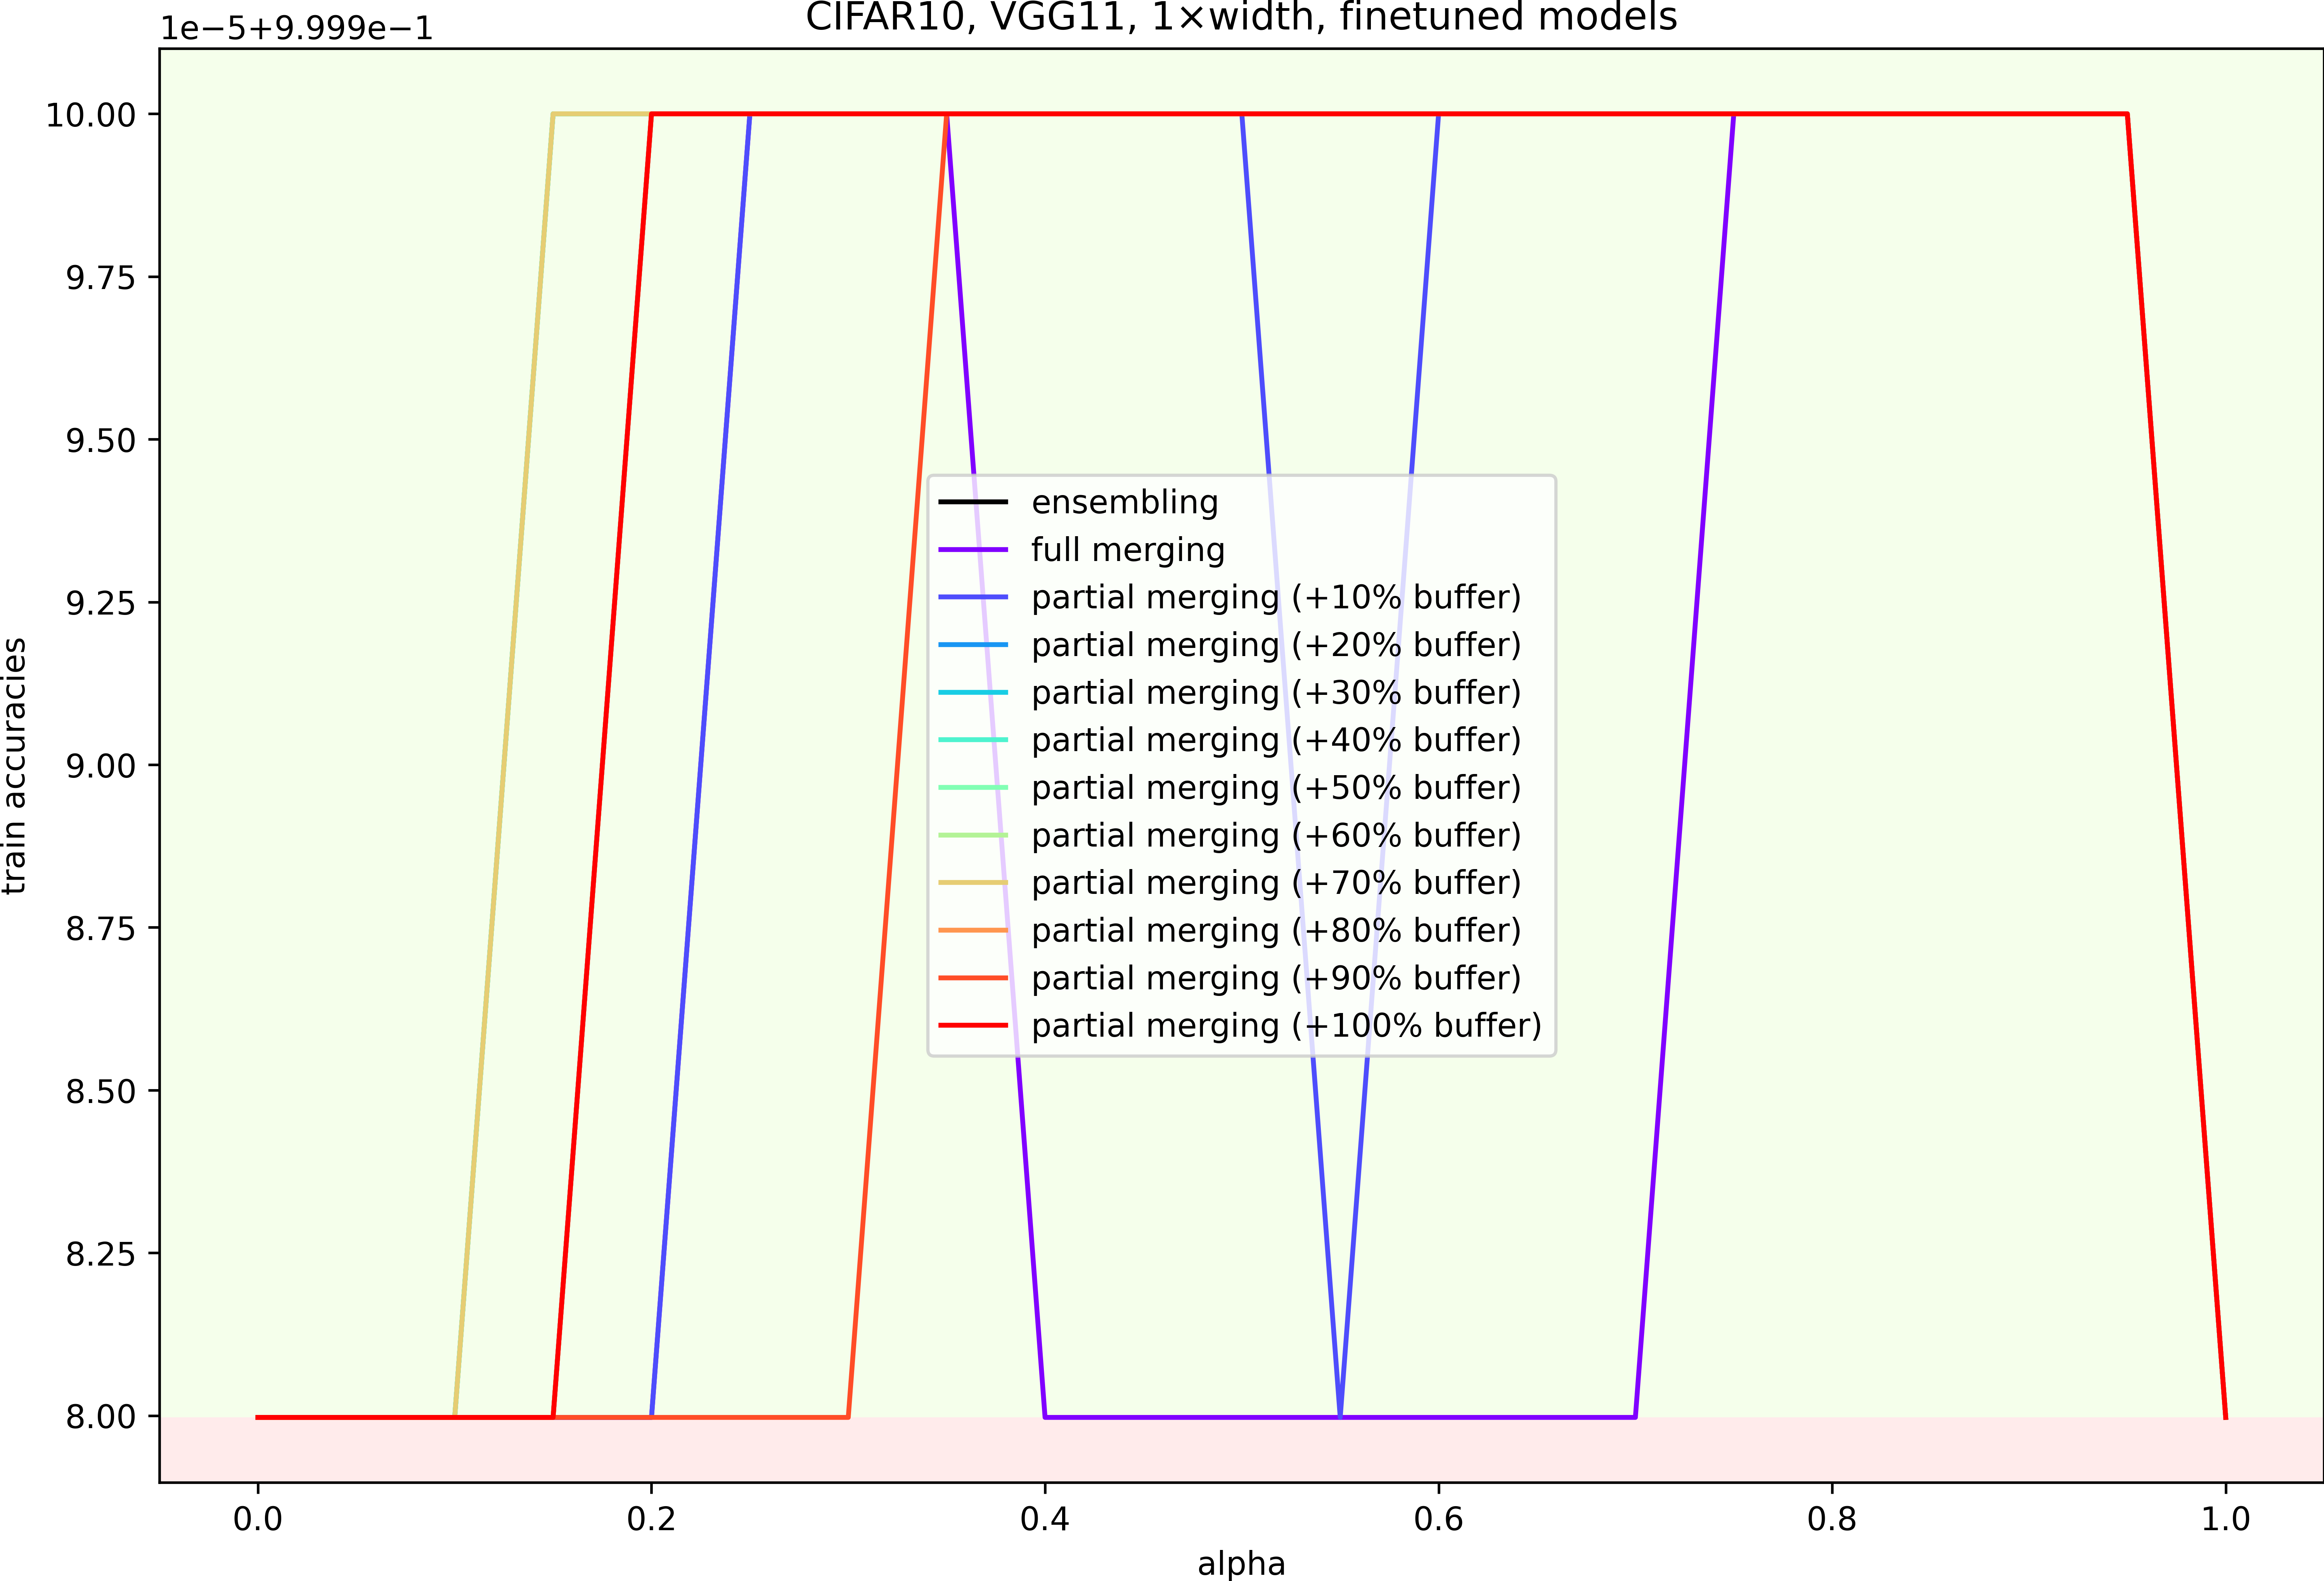 CIFAR10, VGG11, 1×width, finetuned models
1e−5+9.999e−1
10.00
9.75
9.50
9.25
9.00
8.75
8.50
8.25
8.00
train accuracies
ensembling
full merging
partial merging (+10% buffer)
partial merging (+20% buffer)
partial merging (+30% buffer)
partial merging (+40% buffer)
partial merging (+50% buffer)
partial merging (+60% buffer)
partial merging (+70% buffer)
partial merging (+80% buffer)
partial merging (+90% buffer)
partial merging (+100% buffer)
0.0 0.2 0.4 0.6 0.8 1.0
alpha